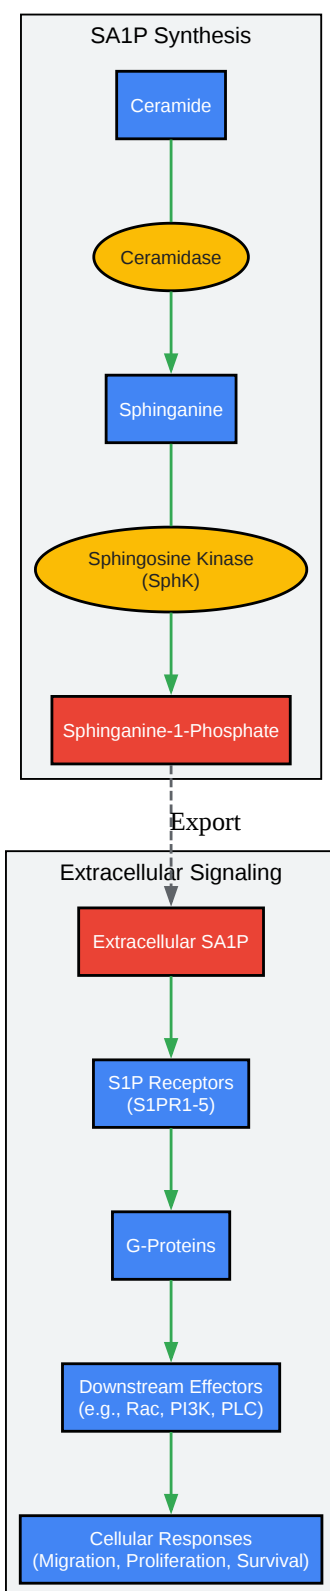 SA1P Synthesis
Ceramide
Ceramidase
Sphinganine
Sphingosine Kinase
(SphK)
Sphinganine-1-Phosphate
Export
Extracellular Signaling
Extracellular SA1P
S1P Receptors
(S1PR1-5)
G-Proteins
Downstream Effectors
(e.g., Rac, PI3K, PLC)
Cellular Responses
(Migration, Proliferation, Survival)